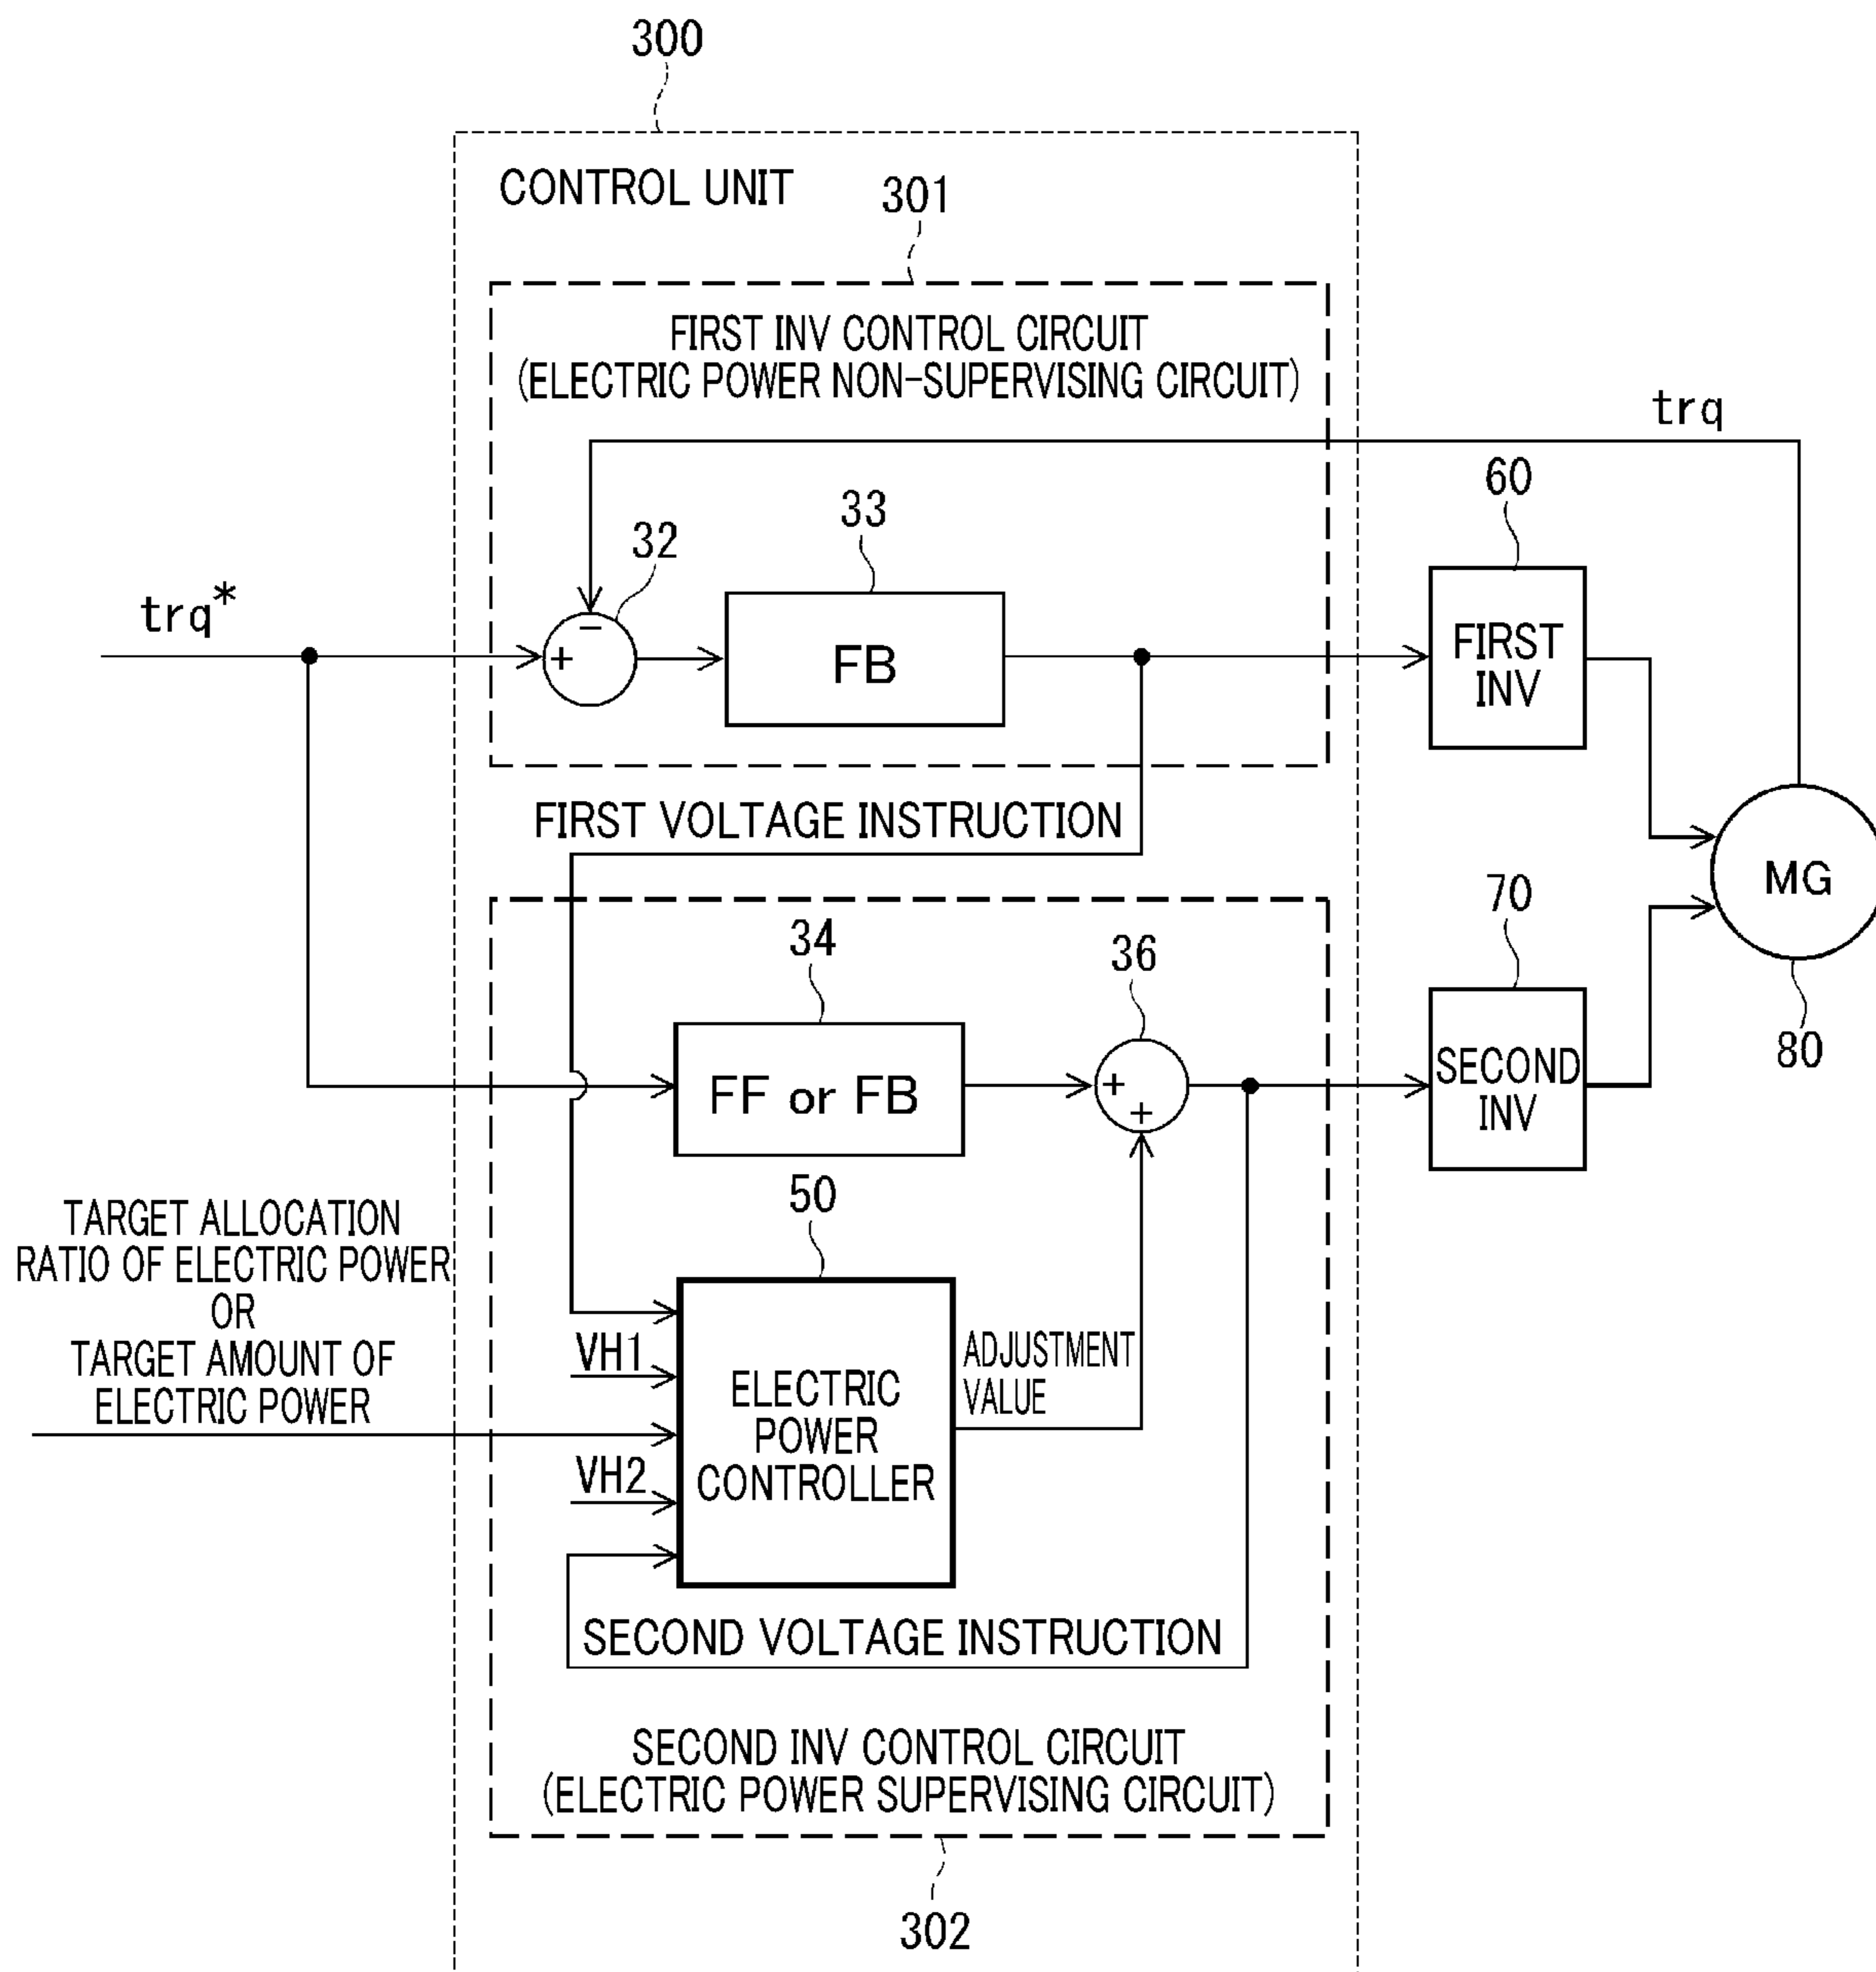 300
CONTROL UNIT
301
FIRST INV CONTROL CIRCUIT
(ELECTRIC POWER NON-SUPERVISING CIRCUIT)
trq
60
33
32
trq*
−
+
FB
FIRST
INV
FIRST VOLTAGE INSTRUCTION
MG
70
34
36
80
FF or FB
+
+
SECOND
INV
50
TARGET ALLOCATION
RATIO OF ELECTRIC POWER
OR
TARGET AMOUNT OF
ELECTRIC POWER
VH1
VH2
ELECTRIC
POWER
CONTROLLER
ADJUSTMENT
VALUE
SECOND VOLTAGE INSTRUCTION
SECOND INV CONTROL CIRCUIT
(ELECTRIC POWER SUPERVISING CIRCUIT)
302